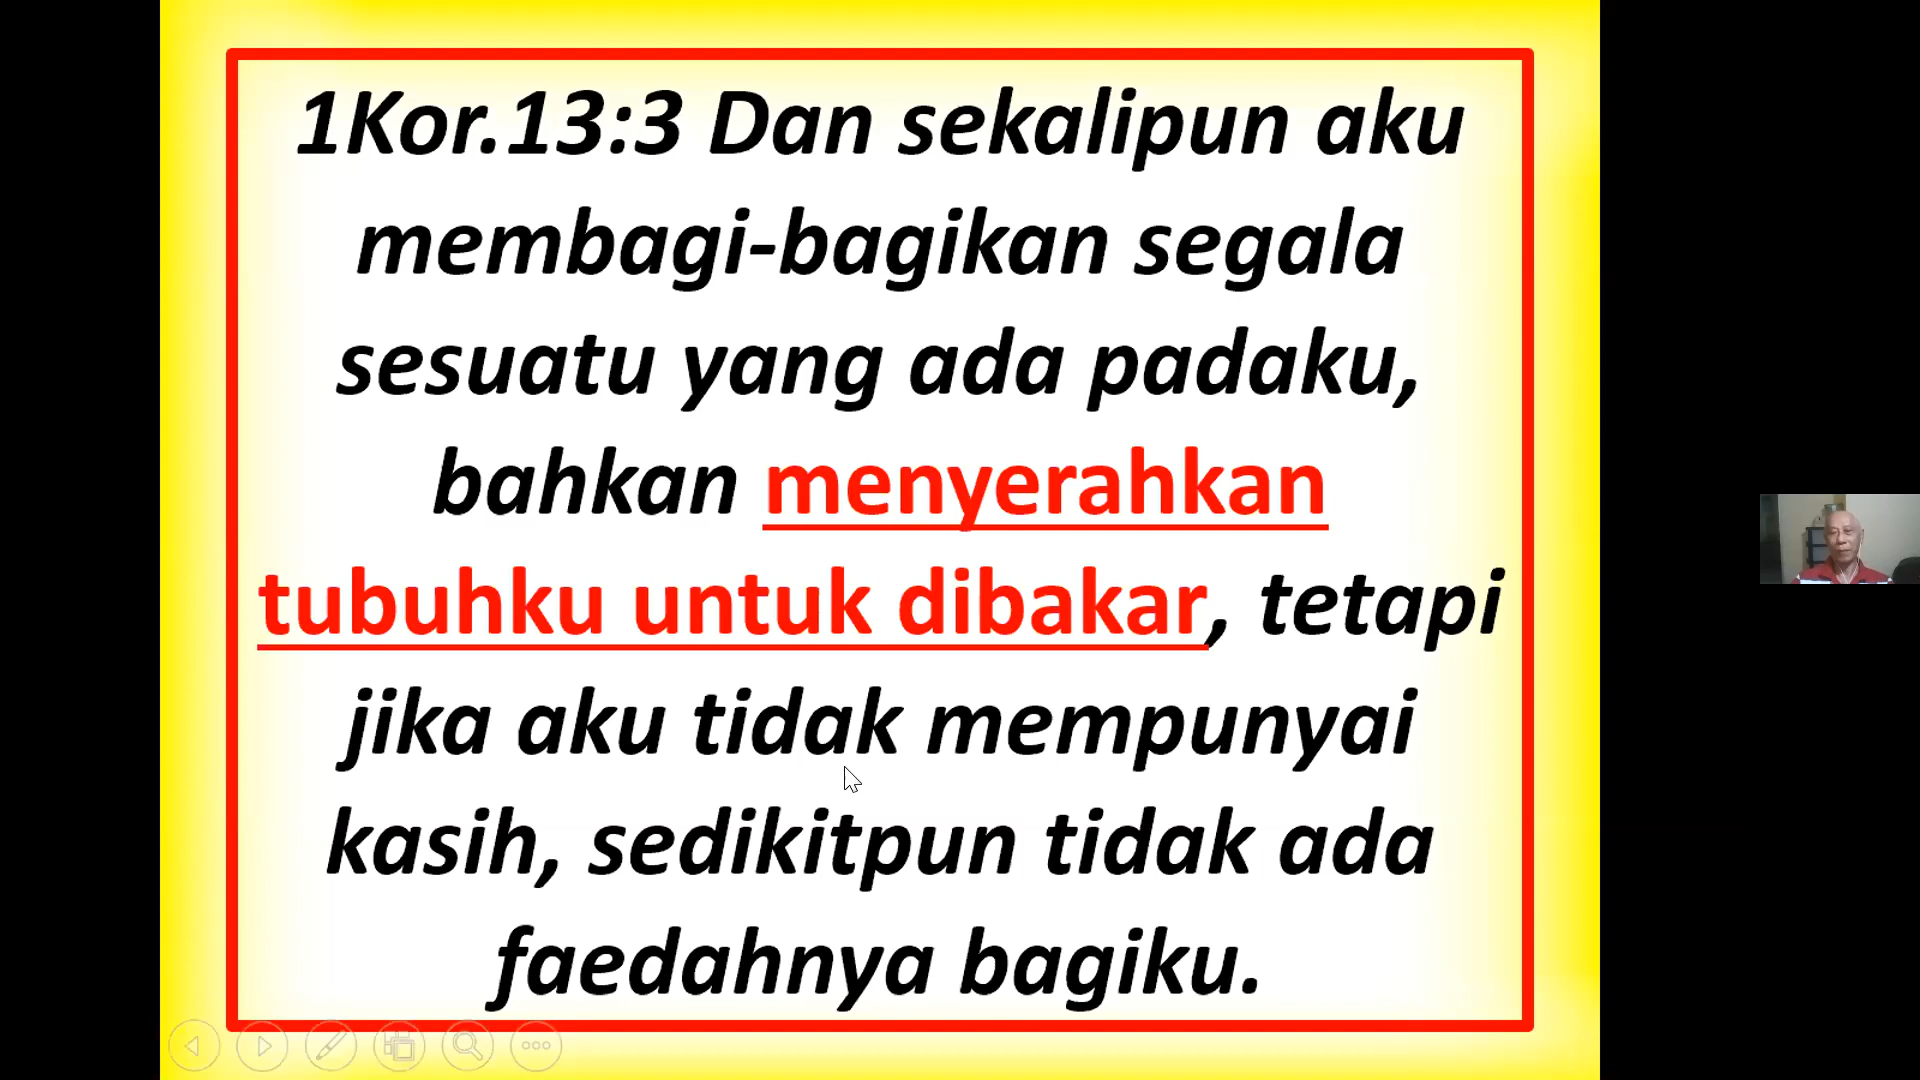 1Kor.13:3 Dan sekalipun aku
membagi-bagikan segala
sesuatu yang ada padaku,
bahkan menyerahkan
tubuhku untuk dibakar, tetapi
jika aku tidak mempunyai
kasih, sedikitpun tidak ada
faedahnya bagiku.